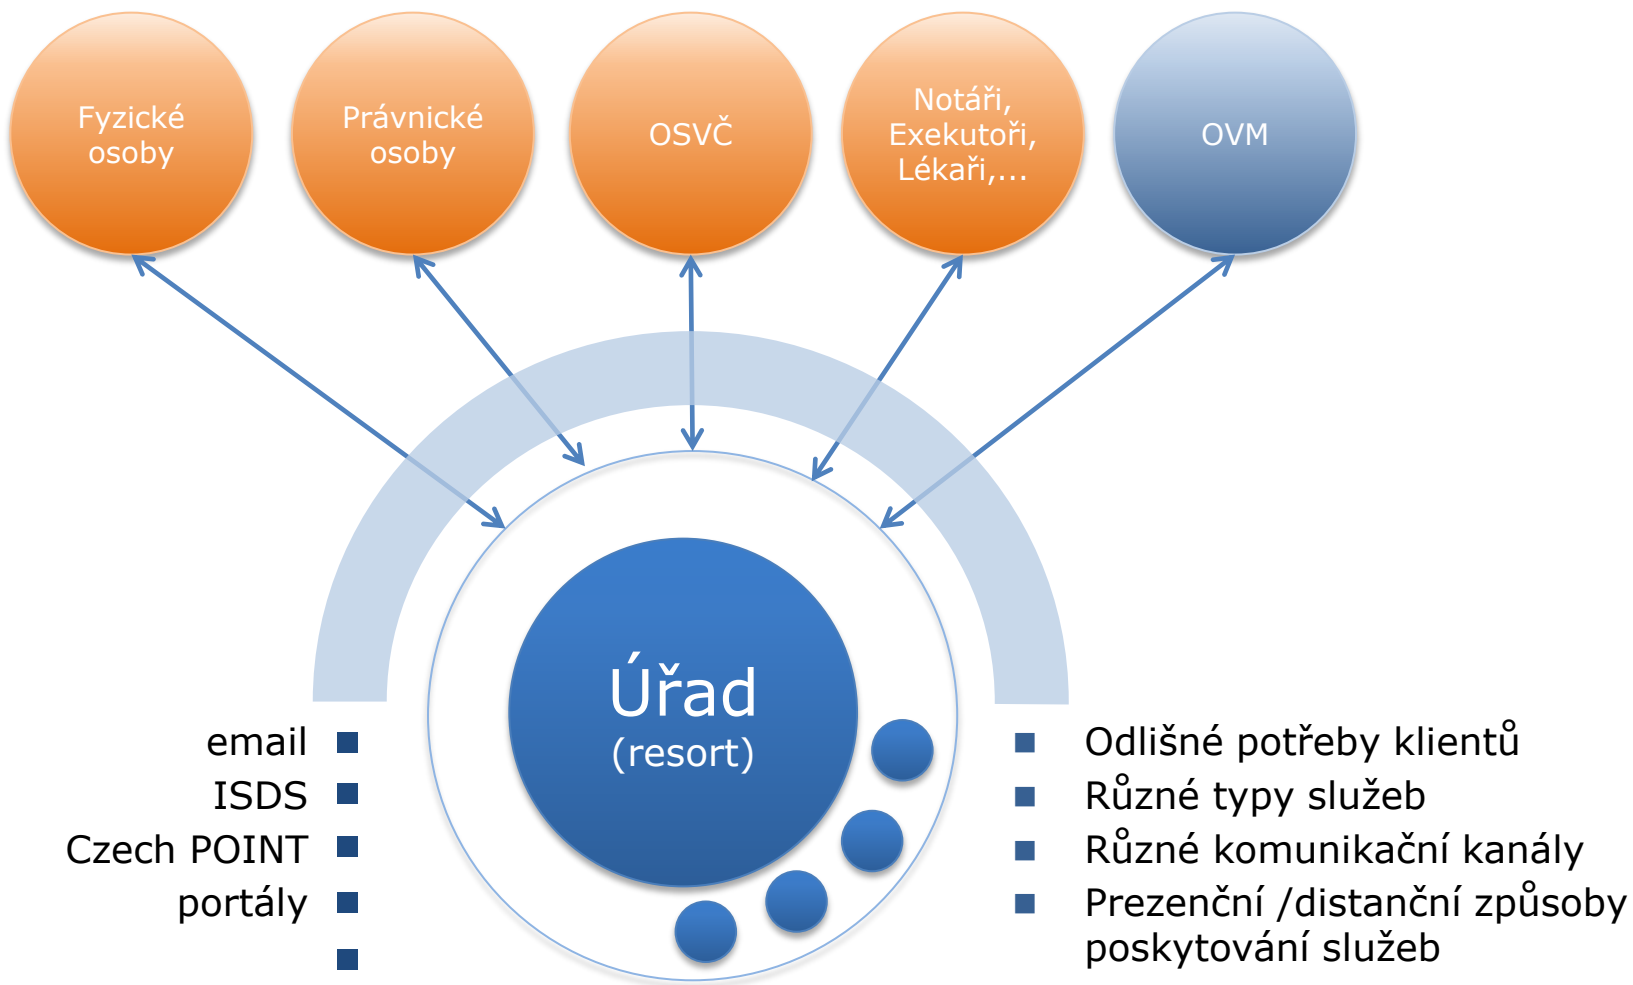 Fyzické
osoby
Právnické
osoby
OSVČ
Notáři,
Exekutoři,
Lékaři,...
OVM
Úřad
(resort)
email
ISDS
Czech POINT
portály
Odlišné potřeby klientů
Různé typy služeb
Různé komunikační kanály
Prezenční /distanční způsoby
poskytování služeb